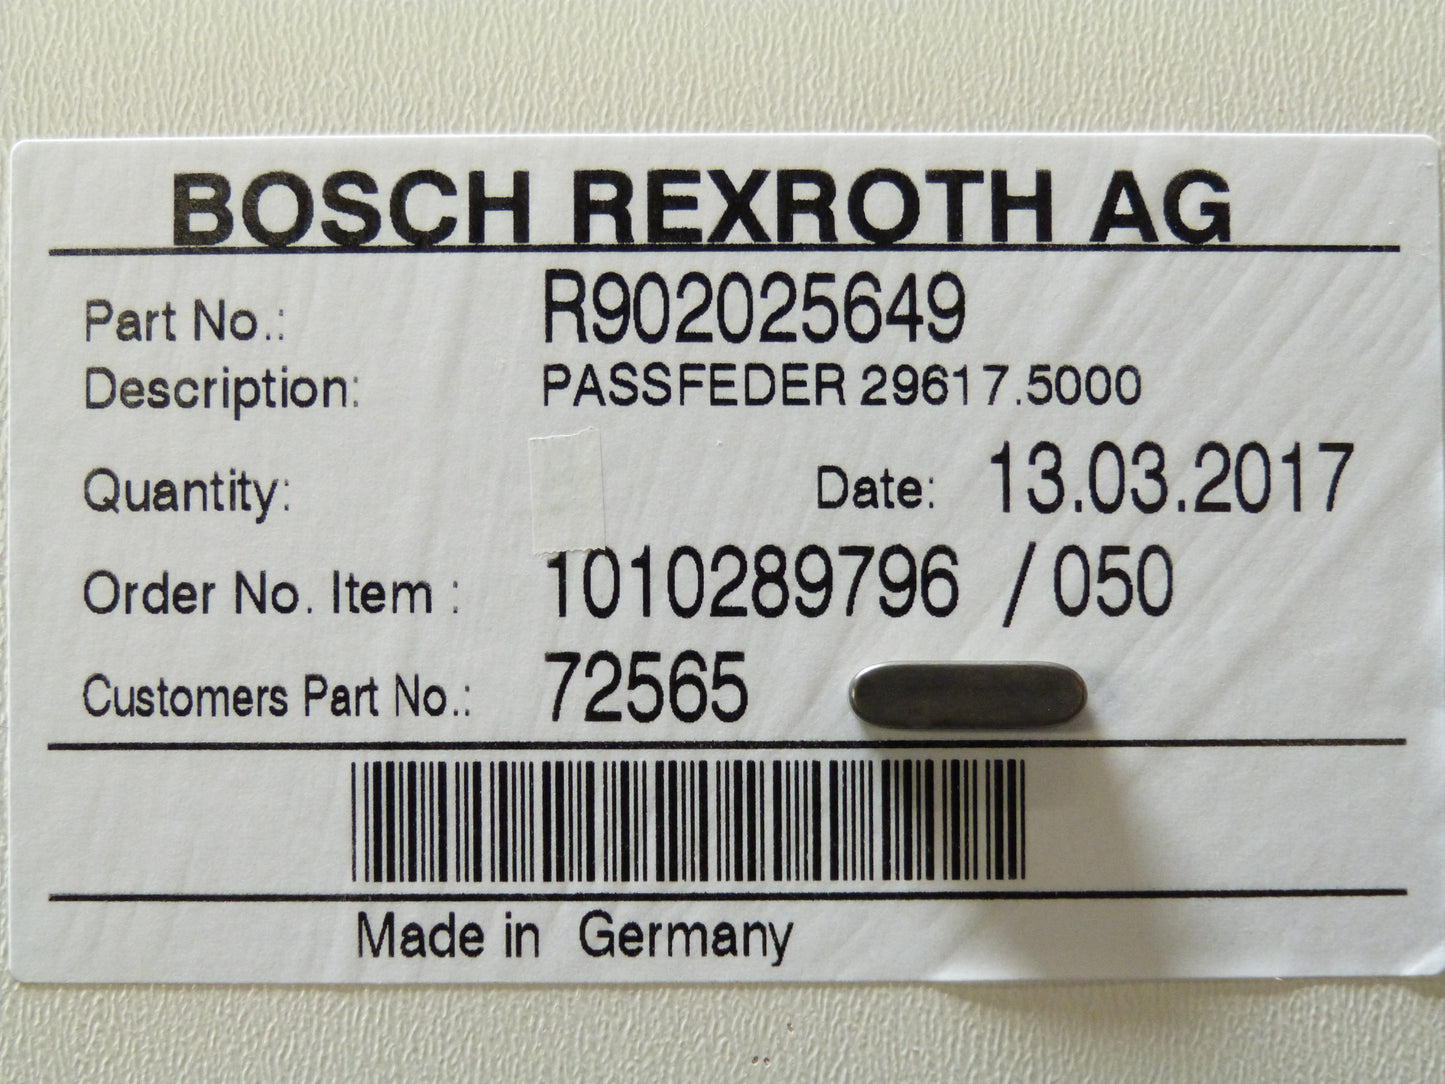 BOSCH REXROTH AG
Part No.: R902025649
Description: PASSFEDER 29617.5000
Quantity: Date: 13.03.2017
Order No. Item : 1010289796 / 050
Customers Part No.: 72565
Made in Germany